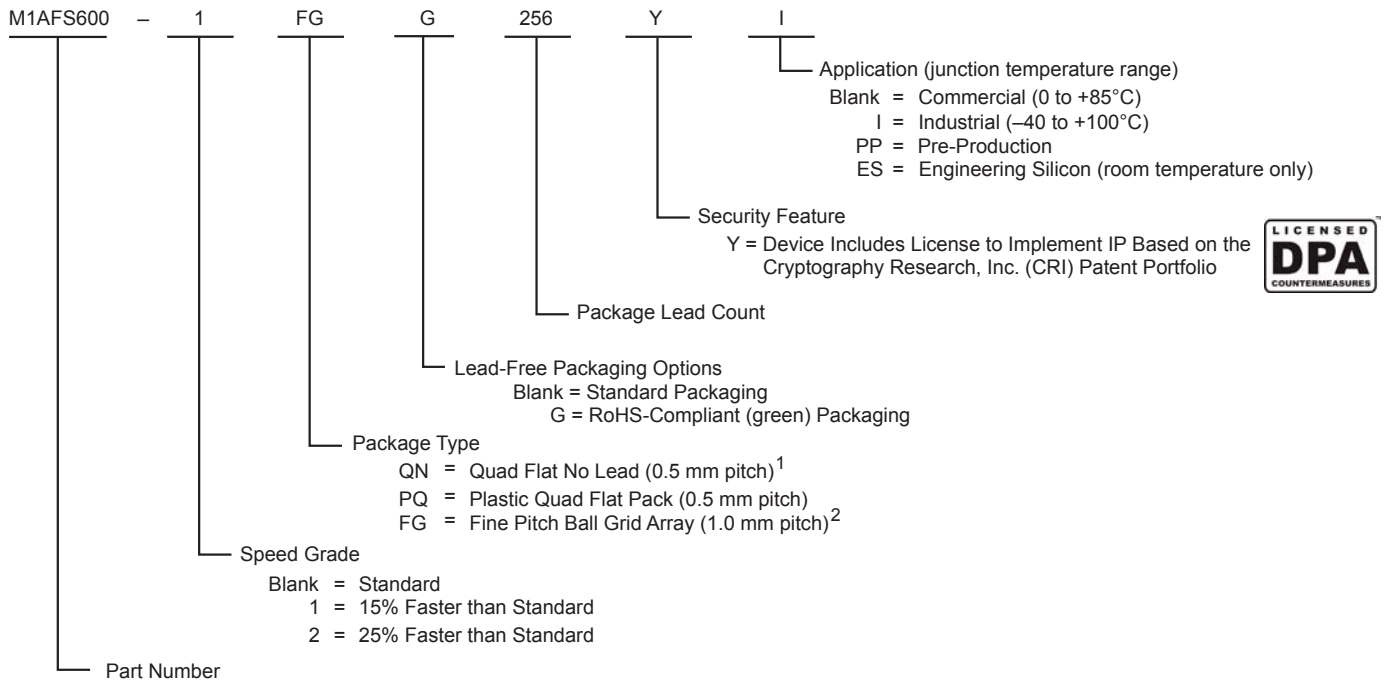 M1AFS600 – 1 FG G 256 Y I
Application (junction temperature range)
Blank = Commercial (0 to +85°C)
I = Industrial (–40 to +100°C)
PP = Pre-Production
ES = Engineering Silicon (room temperature only)
Security Feature
Y = Device Includes License to Implement IP Based on the
Cryptography Research, Inc. (CRI) Patent Portfolio
LICENSED
DPA
COUNTERMEASURES
™
Package Lead Count
Lead-Free Packaging Options
Blank = Standard Packaging
G = RoHS-Compliant (green) Packaging
Package Type
QN = Quad Flat No Lead (0.5 mm pitch)1
PQ = Plastic Quad Flat Pack (0.5 mm pitch)
FG = Fine Pitch Ball Grid Array (1.0 mm pitch)2
Speed Grade
Blank = Standard
1 = 15% Faster than Standard
2 = 25% Faster than Standard
Part Number